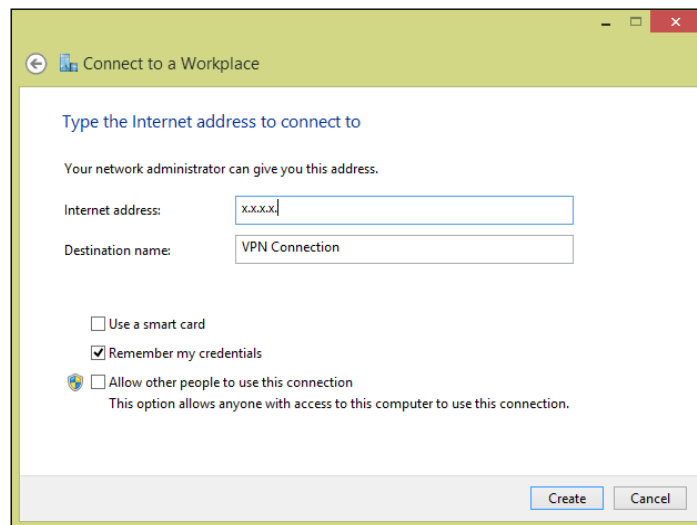 Connect to a Workplace
Type the Internet address to connect to
Your network administrator can give you this address.
Internet address: x.x.x.x.
Destination name: VPN Connection
Use a smart card
Remember my credentials
Allow other people to use this connection
This option allows anyone with access to this computer to use this connection.
Create Cancel